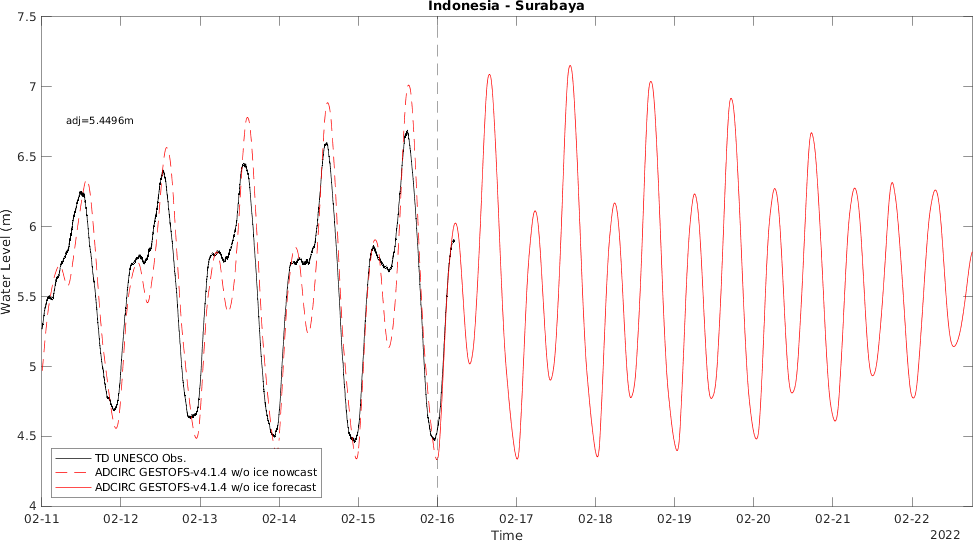 Indonesia - Surabaya
7.5
7
6.5
6
5.5
5
4.5
4
Water Level (m)
adj=5.4496m
TD UNESCO Obs.
ADCIRC GESTOFS-v4.1.4 w/o ice nowcast
ADCIRC GESTOFS-v4.1.4 w/o ice forecast
02-11 02-12 02-13 02-14 02-15 02-16 02-17 02-18 02-19 02-20 02-21 02-22
Time
2022